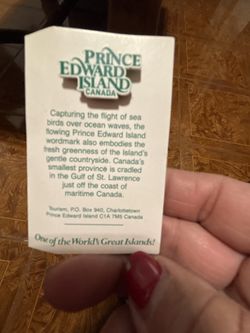 PRINCE
EDWARD
ISLAND
CANADA
Capturing the flight of sea
birds over ocean waves, the
flowing Prince Edward Island
wordmark also embodies the
fresh greenness of the Island's
gentle countryside. Canada's
smallest province is cradled
in the Gulf of St. Lawrence
just off the coast of
maritime Canada.
Tourism, P.O. Box 940, Charlottetown
Prince Edward Island C1A 7M5 Canada
One of the World's Great Islands!